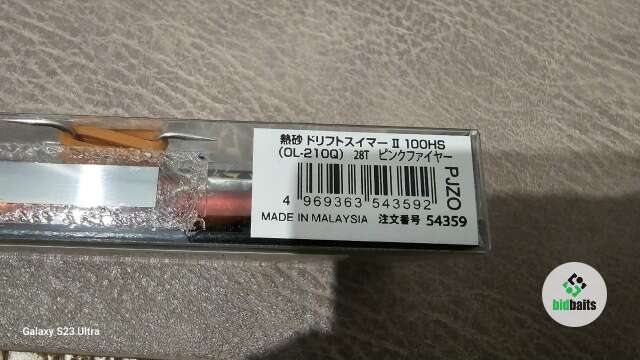 熱砂 ドリフトスイマー II 100HS
(OL-210Q) 28T ピンクファイヤー
4 969363 543592
PJZO
MADE IN MALAYSIA 注文番号 54359
bidbaits
Galaxy S23 Ultra